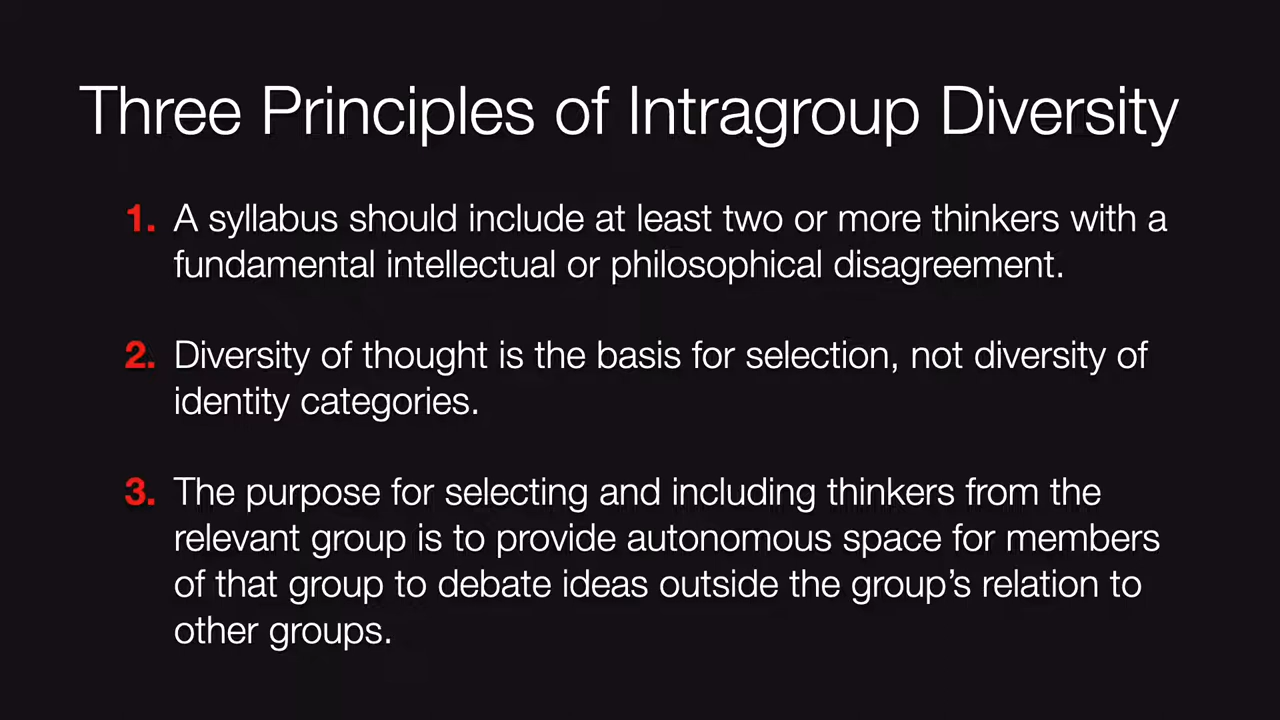 Three Principles of Intragroup Diversity
1. A syllabus should include at least two or more thinkers with a
fundamental intellectual or philosophical disagreement.
2. Diversity of thought is the basis for selection, not diversity of
identity categories.
3. The purpose for selecting and including thinkers from the
relevant group is to provide autonomous space for members
of that group to debate ideas outside the group’s relation to
other groups.